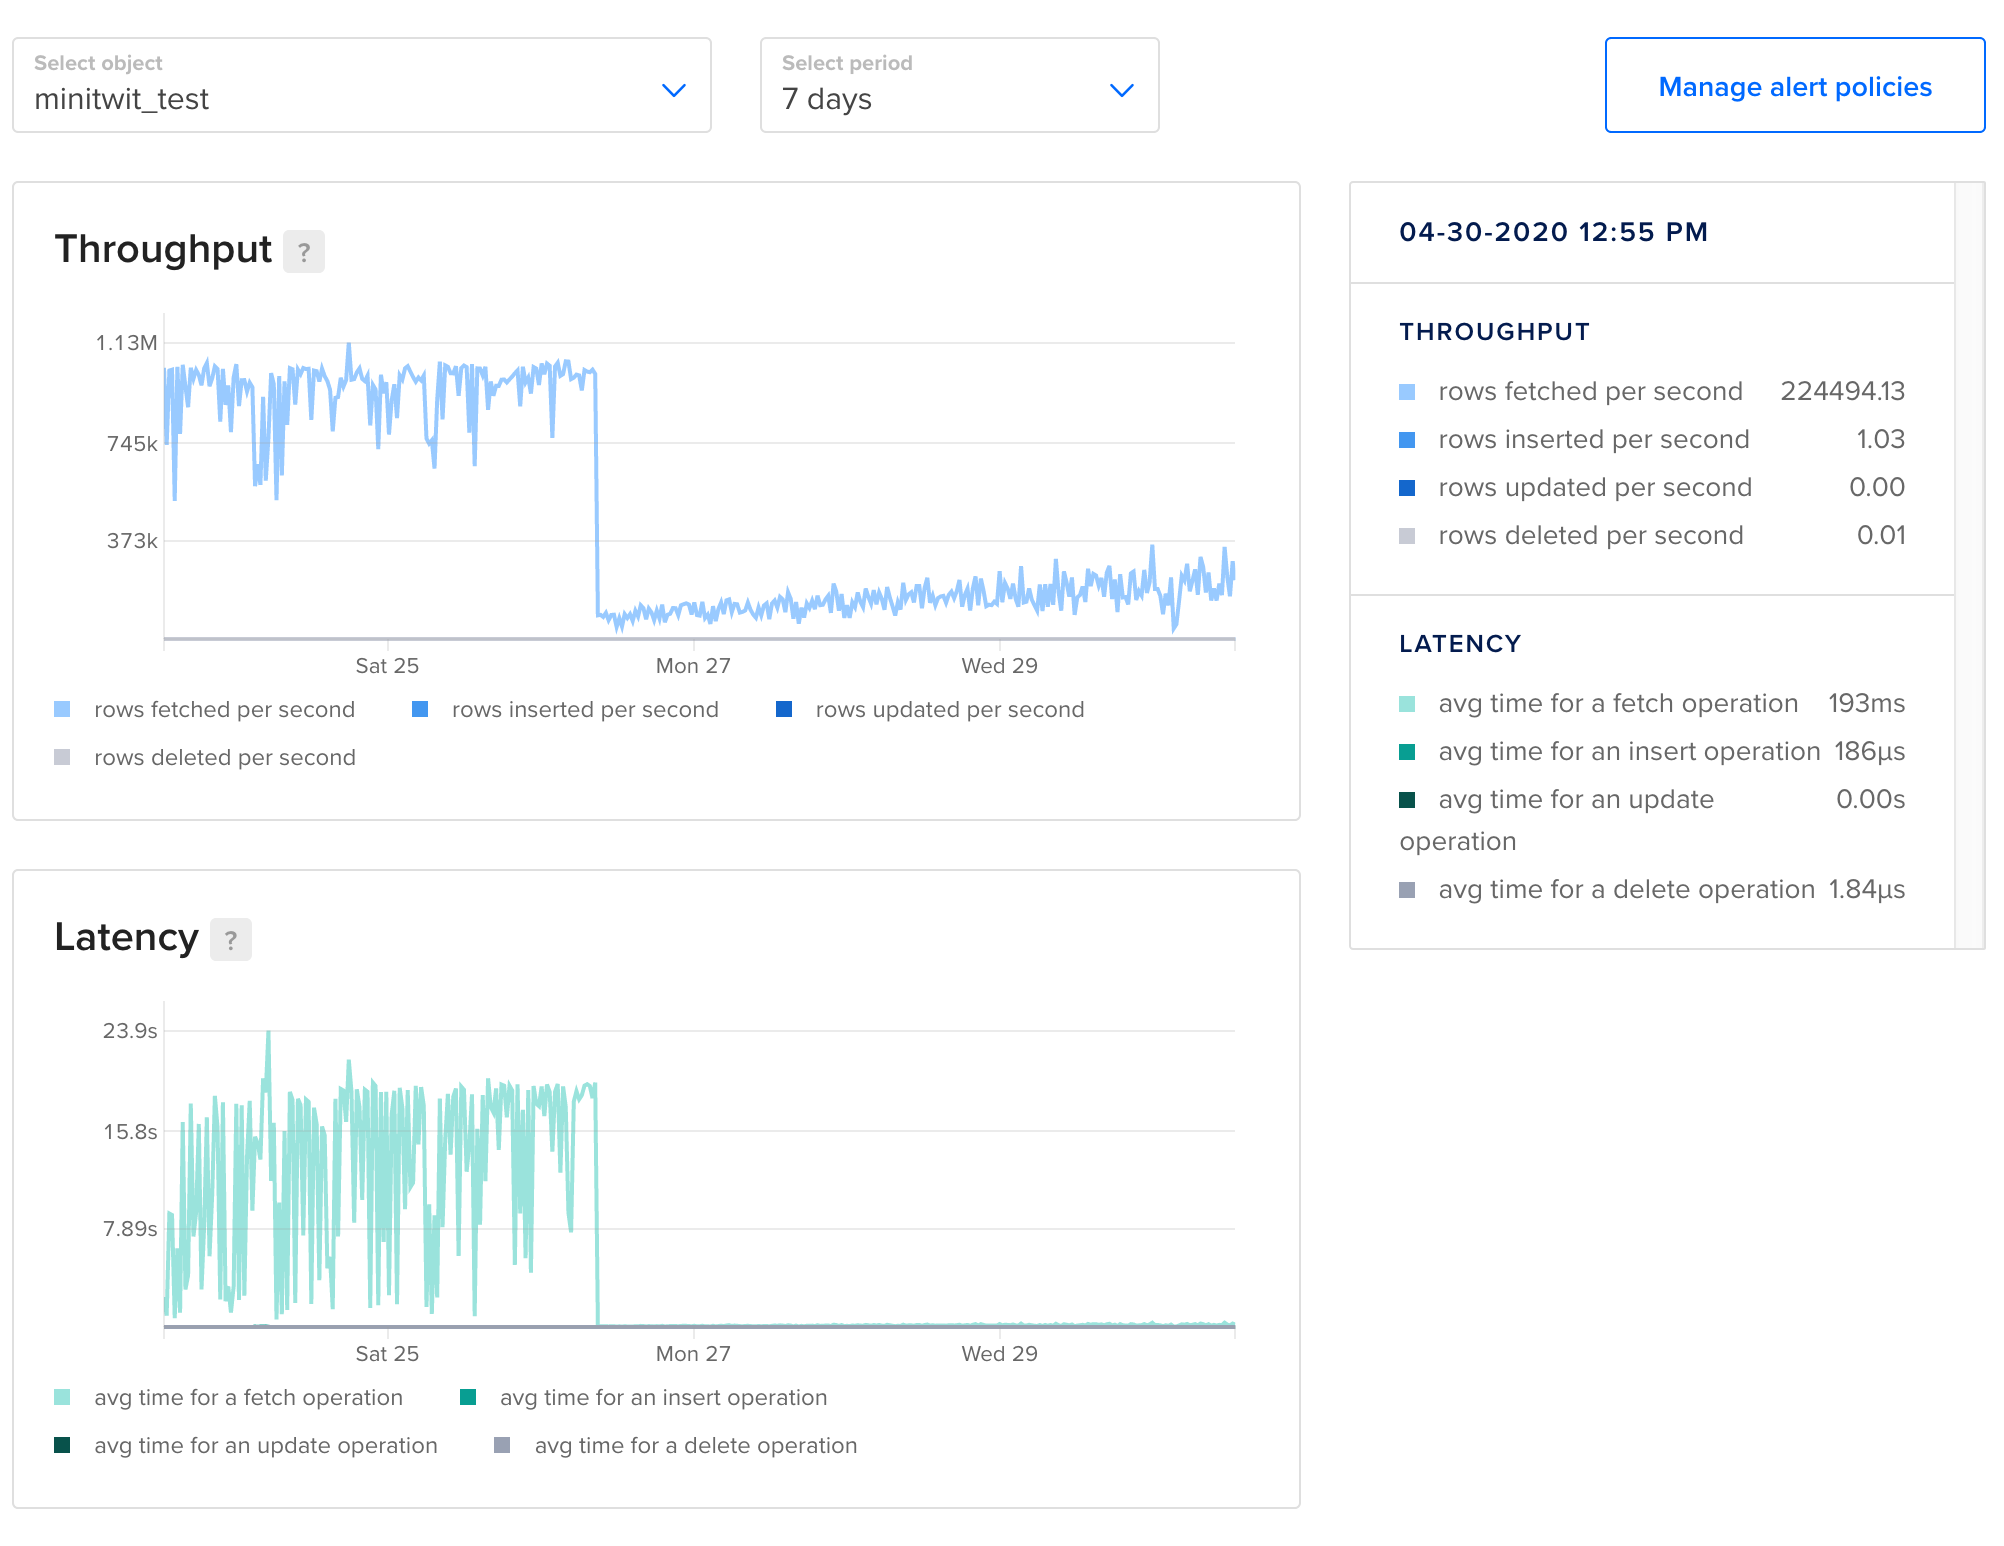 Select object
minitwit_test
Select period
7 days
Manage alert policies
Throughput ?
1.13M
745k
373k
Sat 25 Mon 27 Wed 29
rows fetched per second rows inserted per second rows updated per second
rows deleted per second
Latency ?
23.9s
15.8s
7.89s
Sat 25 Mon 27 Wed 29
avg time for a fetch operation avg time for an insert operation
avg time for an update operation avg time for a delete operation
04-30-2020 12:55 PM
THROUGHPUT
rows fetched per second 224494.13
rows inserted per second 1.03
rows updated per second 0.00
rows deleted per second 0.01
LATENCY
avg time for a fetch operation 193ms
avg time for an insert operation 186µs
avg time for an update 0.00s
operation
avg time for a delete operation 1.84µs